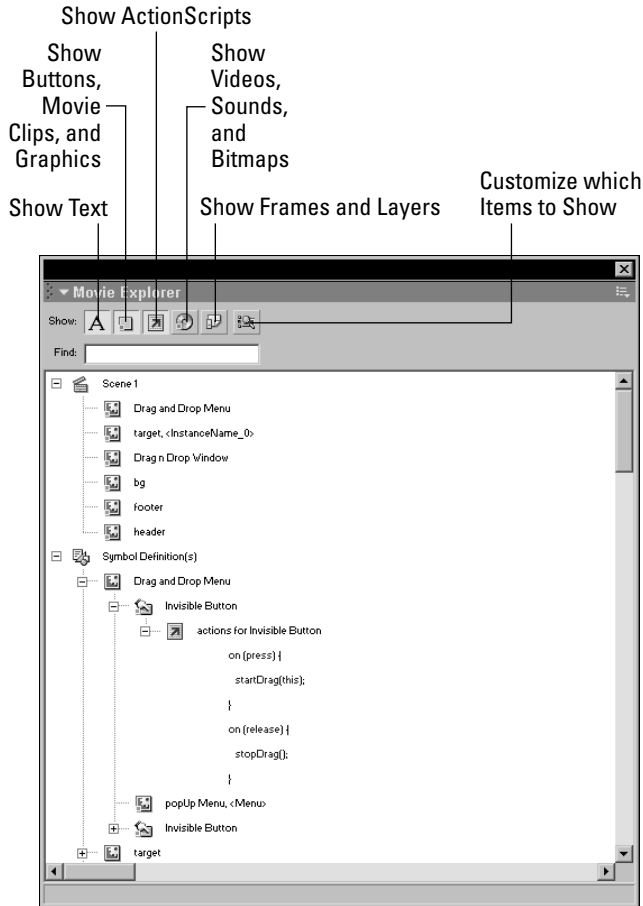 Show ActionScripts
Show
Buttons,
Movie
Clips, and
Graphics
Show
Videos,
Sounds,
and
Bitmaps
Customize which
Items to Show
Show Text
Show Frames and Layers
Movie Explorer
Show: A
Find:
Scene 1
Drag and Drop Menu
target, <InstanceName_0>
Drag n Drop Window
bg
footer
header
Symbol Definition(s)
Drag and Drop Menu
Invisible Button
actions for Invisible Button
on (press) {
startDrag(this);
}
on (release) {
stopDrag();
}
popUp Menu, <Menu>
Invisible Button
target